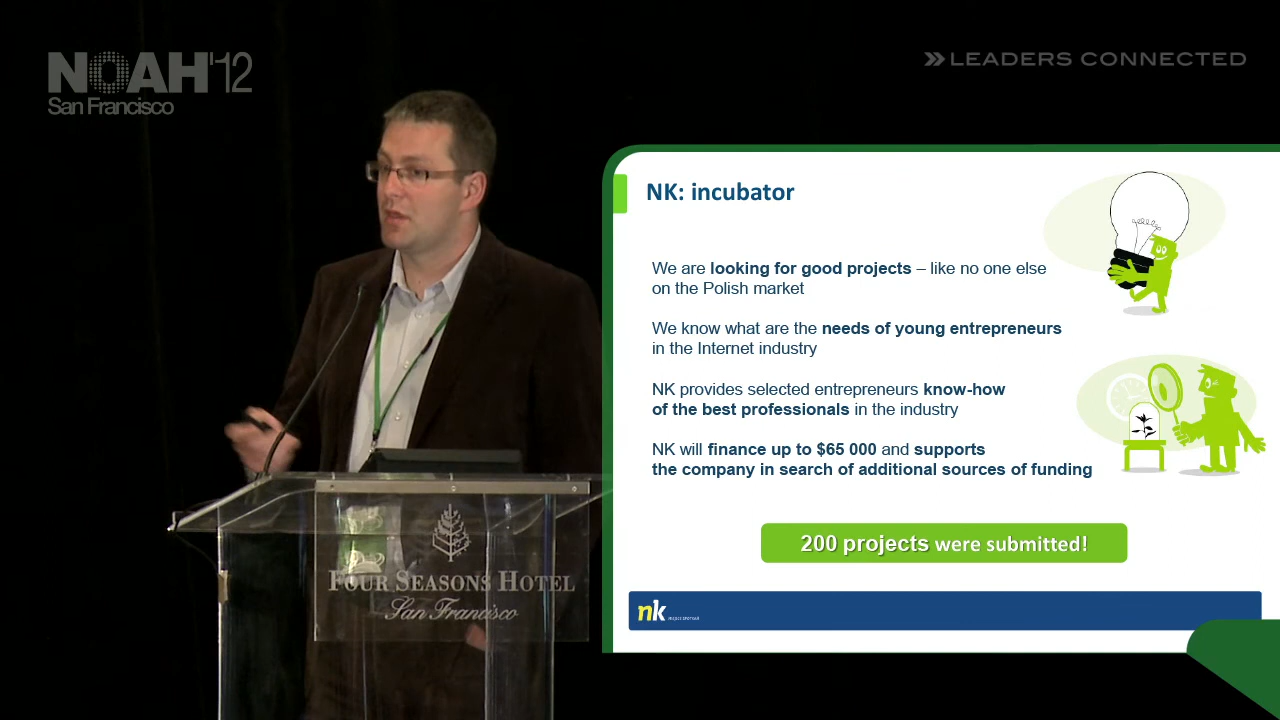 NOAH'12
San Francisco
LEADERS CONNECTED
NK: incubator
We are looking for good projects – like no one else
on the Polish market
We know what are the needs of young entrepreneurs
in the Internet industry
NK provides selected entrepreneurs know-how
of the best professionals in the industry
NK will finance up to $65 000 and supports
the company in search of additional sources of funding
200 projects were submitted!
nk
FOUR SEASONS HOTEL
San Francisco